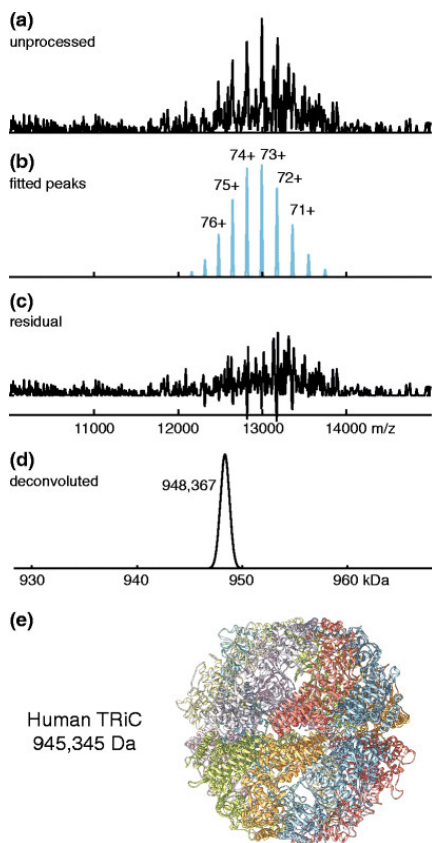 (a)
unprocessed
(b)
fitted peaks
74+ 73+
75+ 72+
76+ 71+
(c)
residual
11000 12000 13000 14000 m/z
(d)
deconvoluted
948,367
930 940 950 960 kDa
(e)
Human TRiC
945,345 Da